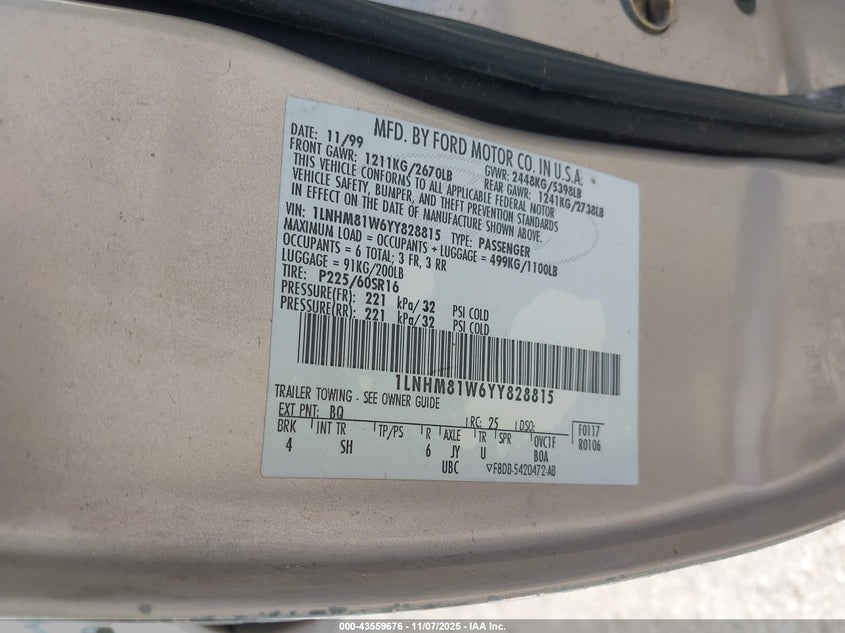 MFD. BY FORD MOTOR CO. IN U.S.A.
DATE: 11/99 GVWR: 2448KG/5398LB
FRONT GAWR: 1211KG/2670LB REAR GAWR: 1241KG/2738LB
THIS VEHICLE CONFORMS TO ALL APPLICABLE FEDERAL MOTOR
VEHICLE SAFETY, BUMPER, AND THEFT PREVENTION STANDARDS
IN EFFECT ON THE DATE OF MANUFACTURE SHOWN ABOVE.
VIN: 1LNHM81W6YY828815 TYPE: PASSENGER
MAXIMUM LOAD = OCCUPANTS + LUGGAGE = 499KG/1100LB
OCCUPANTS = 6 TOTAL; 3 FR, 3 RR
LUGGAGE = 91KG/200LB
TIRE: P225/60SR16
PRESSURE(FR): 221 kPa/32 PSI COLD
PRESSURE(RR): 221 kPa/32 PSI COLD
1LNHM81W6YY828815
TRAILER TOWING - SEE OWNER GUIDE
EXT PNT: BQ RC: 25 DSO: F0117
BRK INT TR TP/PS R AXLE TR SPR OVC1F R0106
4 SH 6 JY U BOA
UBC F8DB-5420472-AB
000-43559676 - 11/07/2025 - IAA Inc.